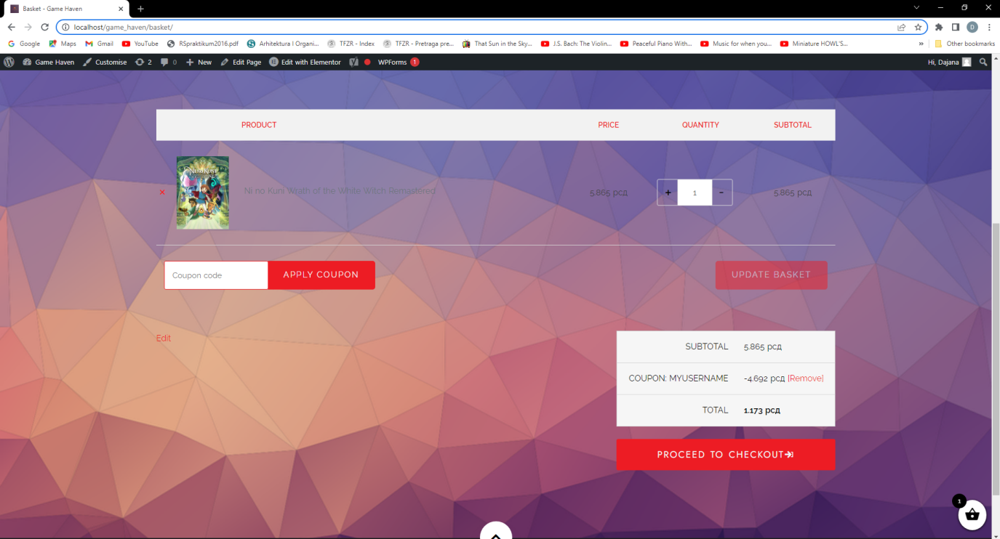 Basket - Game Haven
localhost/game_haven/basket/
D
Google Maps Gmail YouTube RSpraktikum2016.pdf Arhitektura I Organi... TFZR - Index TFZR - Pretraga pre... That Sun in the Sky... J.S. Bach: The Violin... Peaceful Piano With... Music for when you... Miniature HOWL'S... » Other bookmarks
Game Haven Customise 2 0 New Edit Page Edit with Elementor WPForms 1 Hi, Dajana
PRODUCT PRICE QUANTITY SUBTOTAL
NI NO KUNI
× Ni no Kuni Wrath of the White Witch Remastered 5.865 рсд + 1 - 5.865 рсд
Coupon code APPLY COUPON UPDATE BASKET
Edit
SUBTOTAL 5.865 рсд
COUPON: MYUSERNAME -4.692 рсд [Remove]
TOTAL 1.173 рсд
PROCEED TO CHECKOUT
1